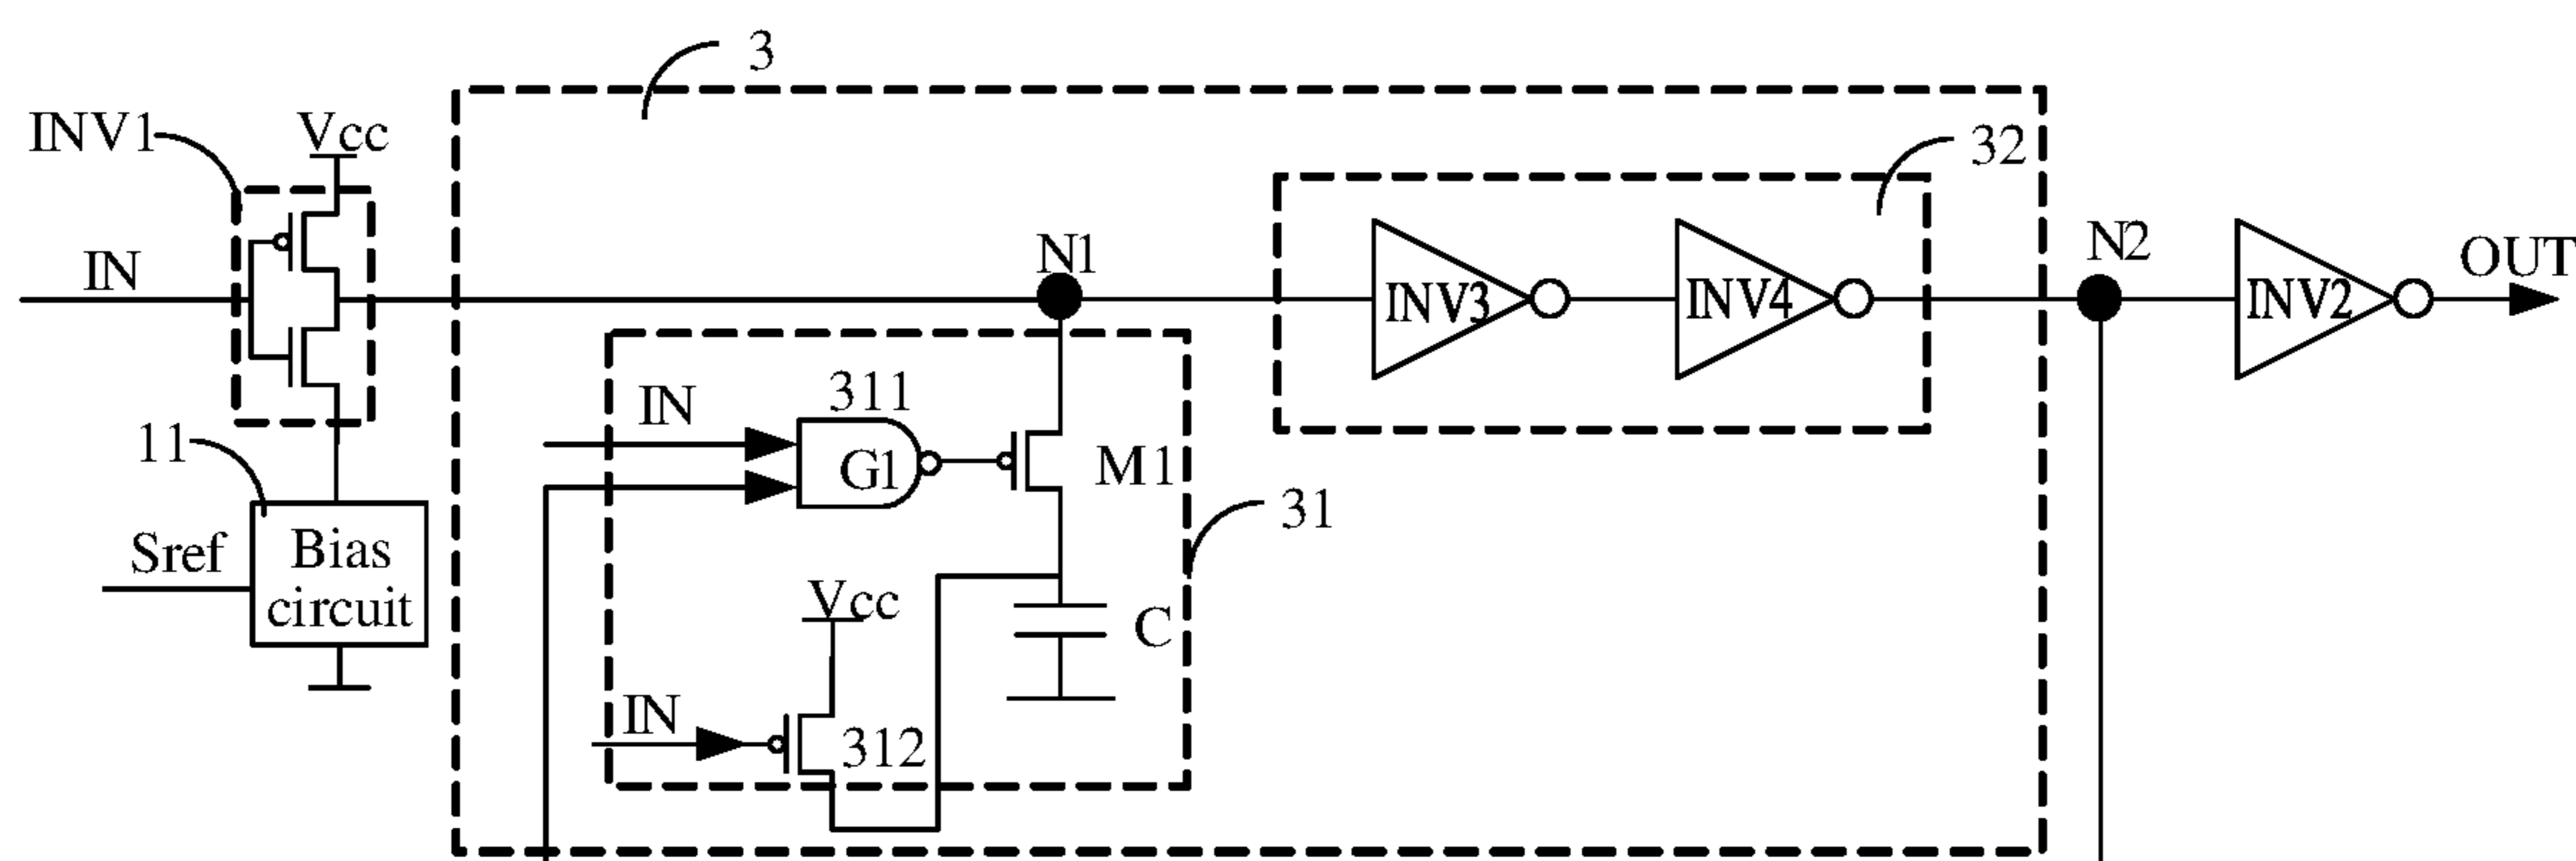 3
INV1
Vcc
32
IN
N1
N2
OUT
INV3
INV4
INV2
IN
311
G1
M1
11
31
Sref
Bias
circuit
Vcc
C
IN
312